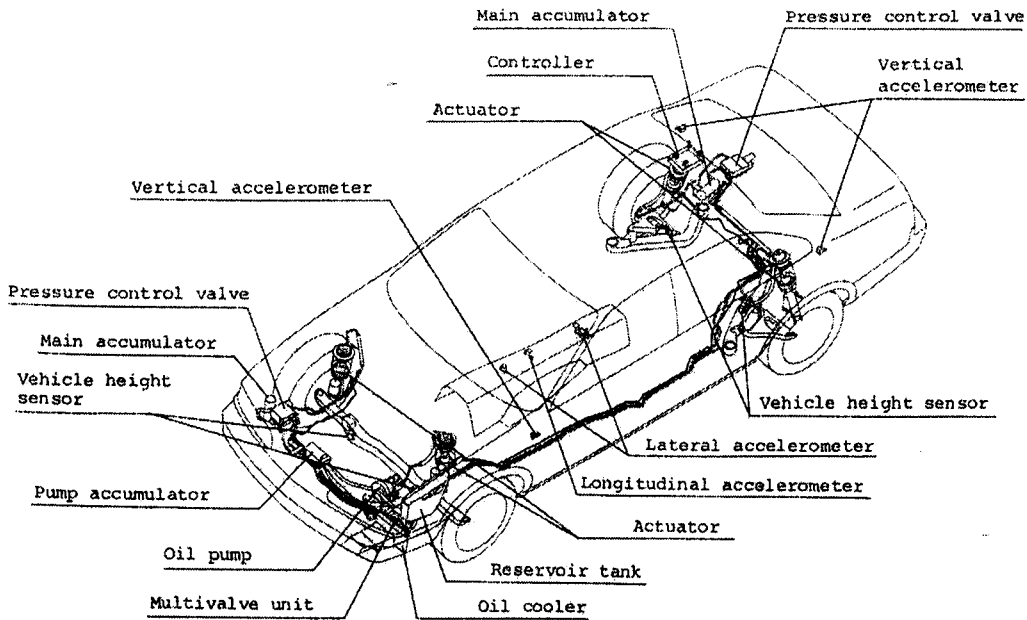 Main accumulator
Pressure control valve
Controller
Vertical
accelerometer
Actuator
Vertical accelerometer
Pressure control valve
Main accumulator
Vehicle height
sensor
Vehicle height sensor
Lateral accelerometer
Pump accumulator
Longitudinal accelerometer
Actuator
Oil pump
Reservoir tank
Multivalve unit
Oil cooler